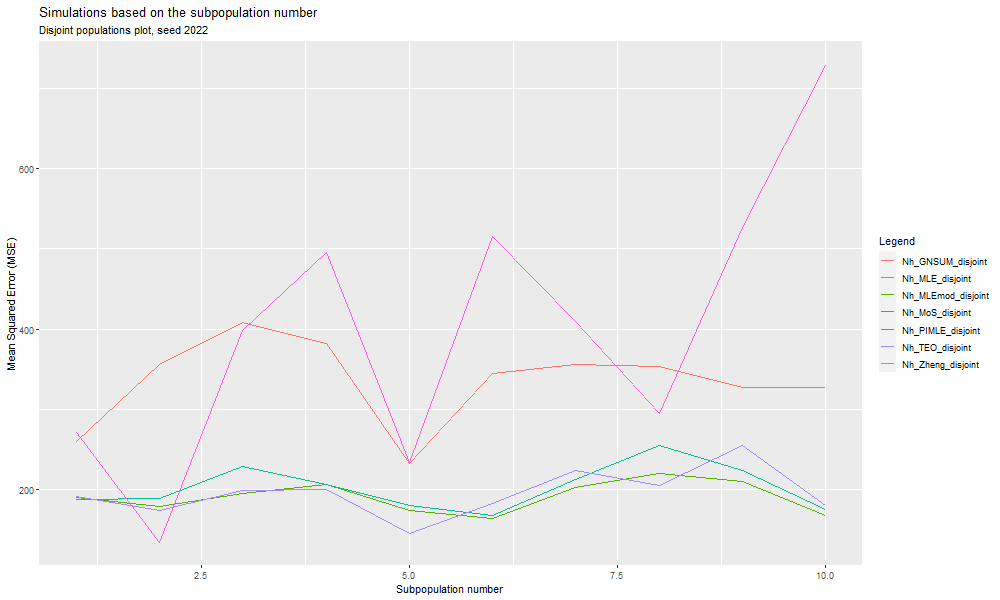 Simulations based on the subpopulation number
Disjoint populations plot, seed 2022
Mean Squared Error (MSE)
600
400
200
2.5
5.0
7.5
10.0
Subpopulation number
Legend
Nh_GNSUM_disjoint
Nh_MLE_disjoint
Nh_MLEmod_disjoint
Nh_MoS_disjoint
Nh_PIMLE_disjoint
Nh_TEO_disjoint
Nh_Zheng_disjoint